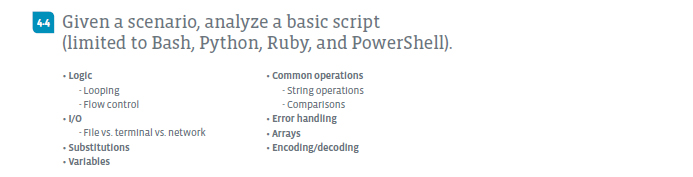 4.4 Given a scenario, analyze a basic script
(limited to Bash, Python, Ruby, and PowerShell).
• Logic
- Looping
- Flow control
• I/O
- File vs. terminal vs. network
• Substitutions
• Variables
• Common operations
- String operations
- Comparisons
• Error handling
• Arrays
• Encoding/decoding